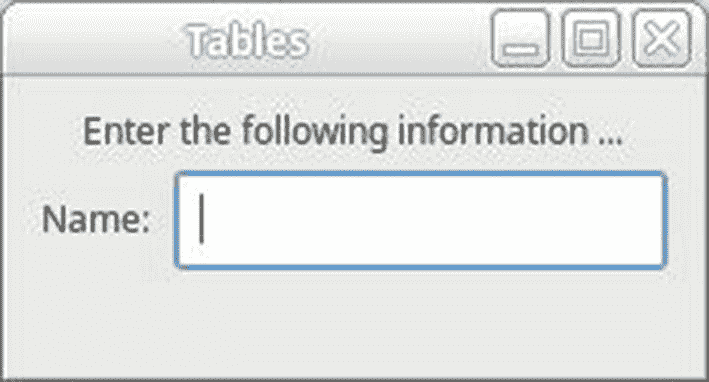 Tables
Enter the following information ...
Name: